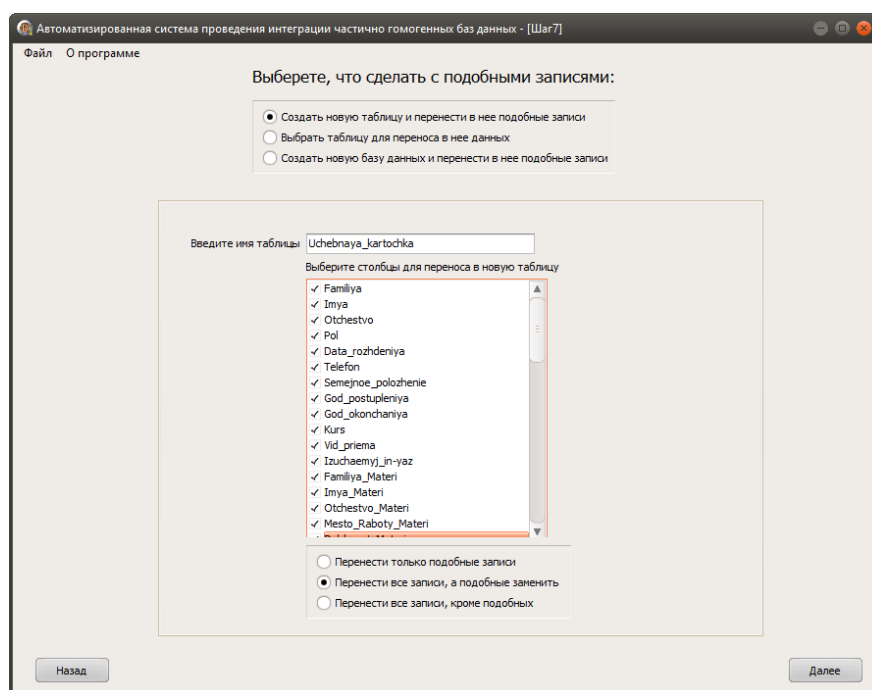 Автоматизированная система проведения интеграции частично гомогенных баз данных - [Шаг7]
Файл О программе
Выберете, что сделать с подобными записями:
Создать новую таблицу и перенести в нее подобные записи
Выбрать таблицу для переноса в нее данных
Создать новую базу данных и перенести в нее подобные записи
Введите имя таблицы Uchebnaya_kartochka
Выберите столбцы для переноса в новую таблицу
Familiya
Imya
Otchestvo
Pol
Data_rozhdeniya
Telefon
Semejnoe_polozhenie
God_postupleniya
God_okonchaniya
Kurs
Vid_priema
Izuchaemyj_in-yaz
Familiya_Materi
Imya_Materi
Otchestvo_Materi
Mesto_Raboty_Materi
Перенести только подобные записи
Перенести все записи, а подобные заменить
Перенести все записи, кроме подобных
Назад Далее